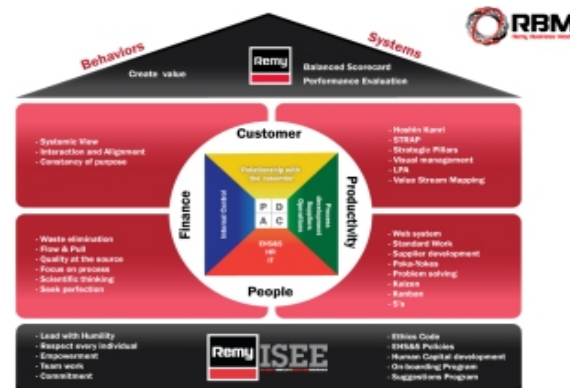 RBM
Behaviors
Systems
Create value
Remy
Balanced Scorecard
Performance Evaluation
- Systemic View
- Interaction and Alignment
- Constancy of purpose
Customer
- Hoshin Kanri
- STRAP
- Strategic Pillars
- Visual management
- LPA
- Value Stream Mapping
Finance
Internal Control
Relationship with
the customer
P D
A C
Process
development
Suppliers
Operations
Productivity
EHS&S
HR
IT
People
- Waste elimination
- Flow & Pull
- Quality at the source
- Focus on process
- Scientific thinking
- Seek perfection
- Web system
- Standard Work
- Supplier development
- Poka-Yokes
- Problem solving
- Kaizen
- Kanban
- 5's
- Lead with Humility
- Respect every individual
- Empowerment
- Team work
- Commitment
Remy ISEE
- Ethics Code
- EHS&S Policies
- Human Capital development
- On-boarding Program
- Suggestions Program